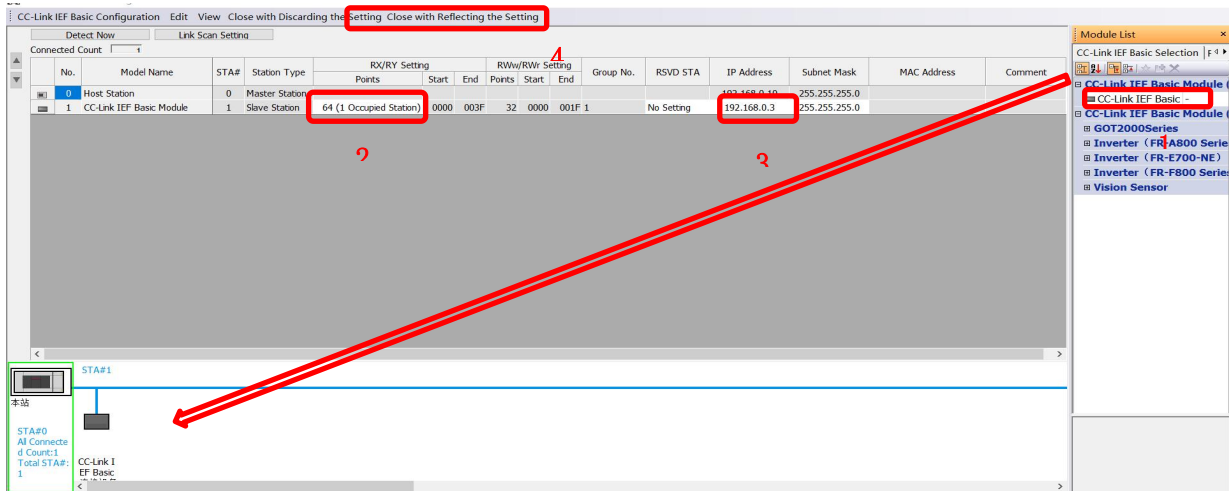 CC-Link IEF Basic Configuration Edit View Close with Discarding the Setting Close with Reflecting the Setting
Detect Now Link Scan Setting
Connected Count 1
4
No. Model Name STA# Station Type RX/RY Setting RWw/RWr Setting Group No. RSVD STA IP Address Subnet Mask MAC Address Comment
Points Start End Points Start End
0 Host Station 0 Master Station 192.168.0.10 255.255.255.0
1 CC-Link IEF Basic Module 1 Slave Station 64 (1 Occupied Station) 0000 003F 32 0000 001F 1 No Setting 192.168.0.3 255.255.255.0
2
3
STA#1
本站
STA#0
All Connecte
d Count:1
Total STA#:
1
CC-Link I
EF Basic
Module List
CC-Link IEF Basic Selection
CC-Link IEF Basic Module (
CC-Link IEF Basic -
CC-Link IEF Basic Module (
GOT2000Series
1
Inverter (FR-A800 Serie
Inverter (FR-E700-NE)
Inverter (FR-F800 Series
Vision Sensor